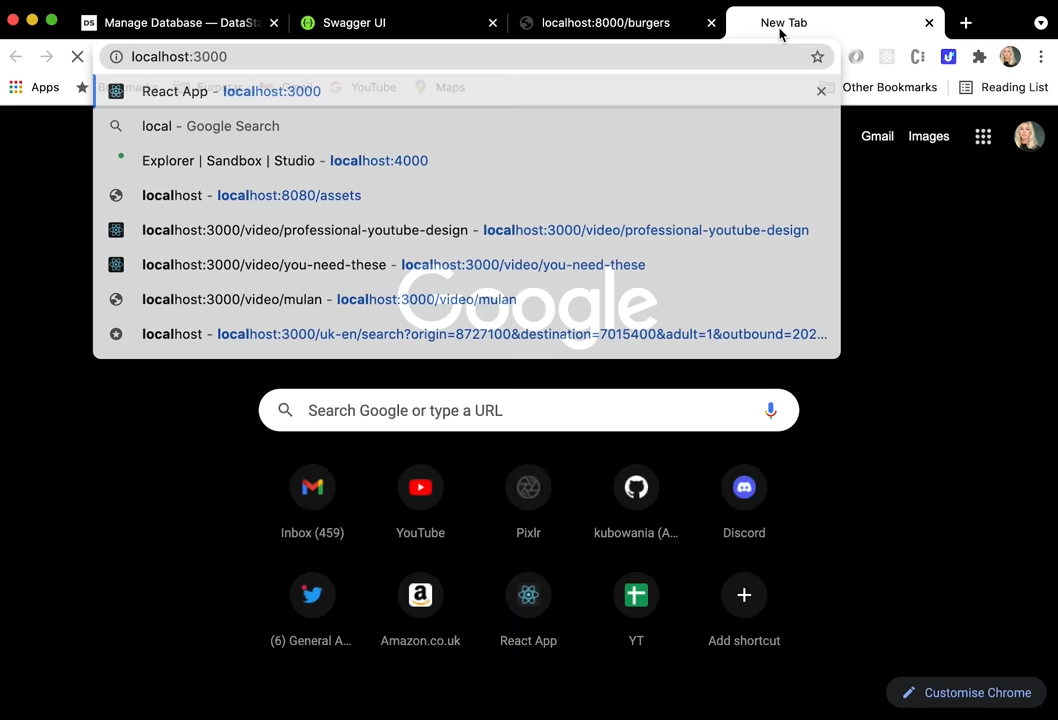 DS Manage Database — DataSta
Swagger UI
localhost:8000/burgers
New Tab
localhost:3000
Apps
YouTube
Maps
Other Bookmarks
Reading List
React App - localhost:3000
local - Google Search
Explorer | Sandbox | Studio - localhost:4000
localhost - localhost:8080/assets
localhost:3000/video/professional-youtube-design - localhost:3000/video/professional-youtube-design
localhost:3000/video/you-need-these - localhost:3000/video/you-need-these
localhost:3000/video/mulan - localhost:3000/video/mulan
localhost - localhost:3000/uk-en/search?origin=8727100&destination=7015400&adult=1&outbound=202...
Gmail Images
Google
Search Google or type a URL
Inbox (459)
YouTube
Pixlr
kubowania (A...
Discord
(6) General A...
Amazon.co.uk
React App
YT
Add shortcut
Customise Chrome